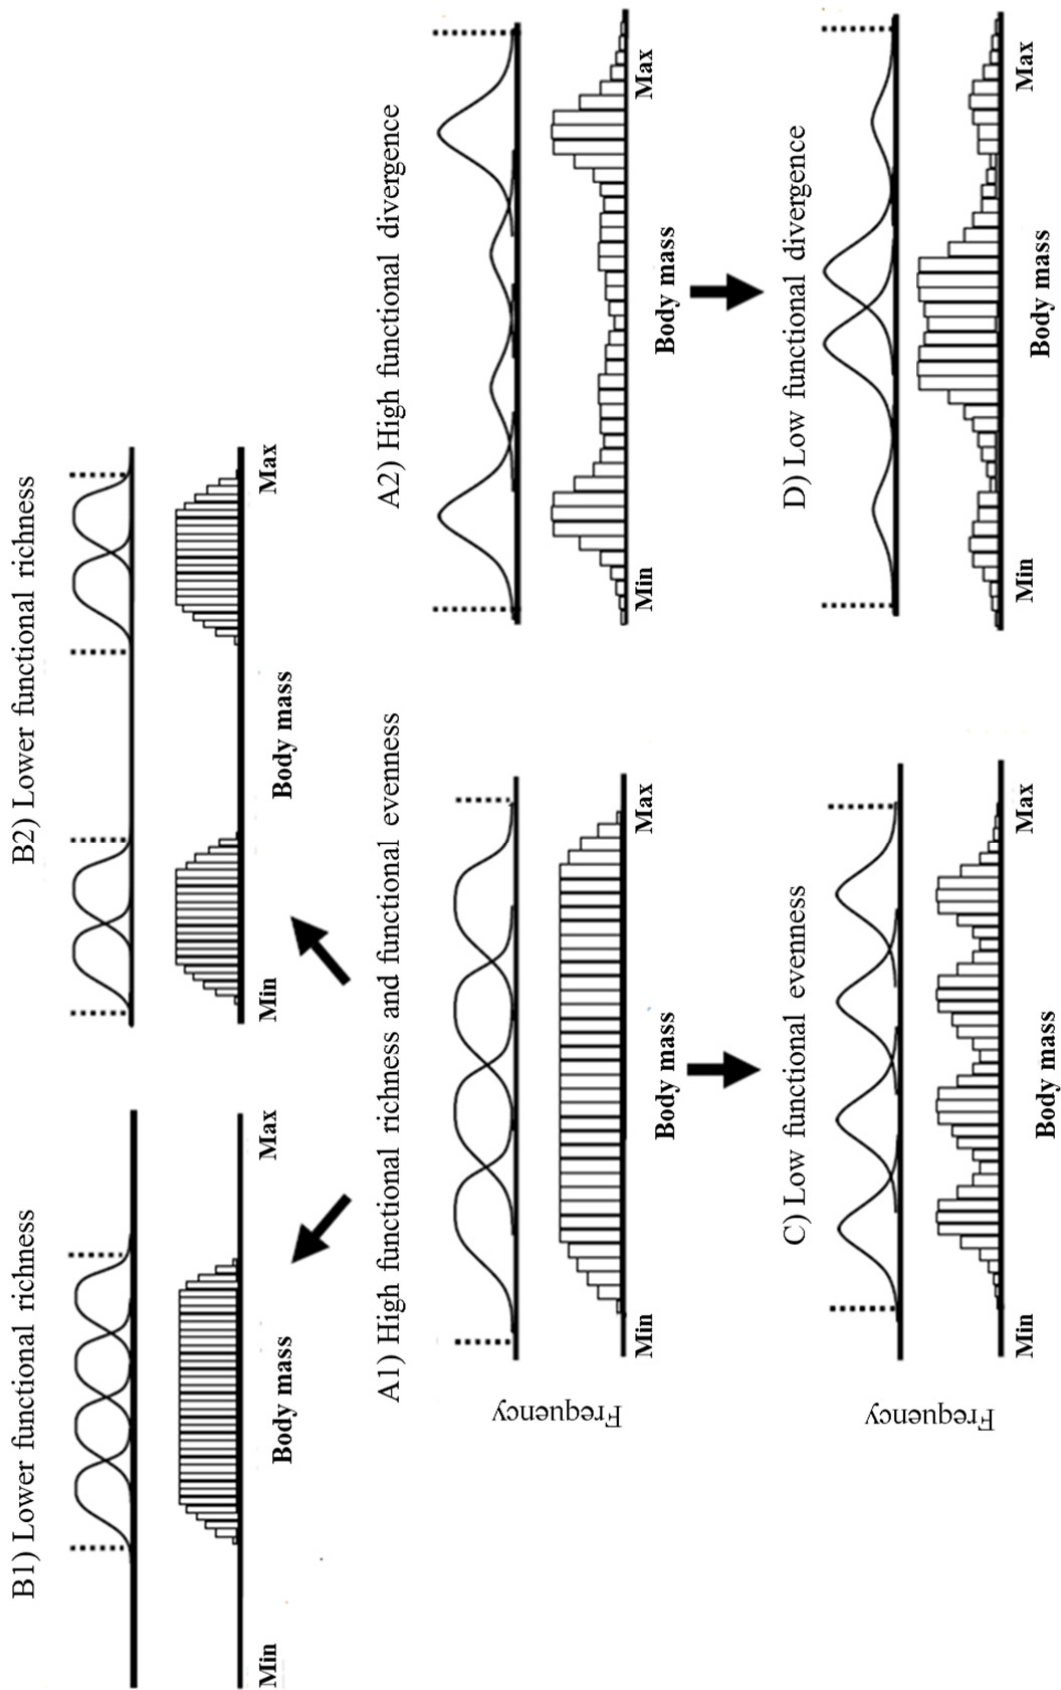 B1) Lower functional richness
Min
Body mass
Max
B2) Lower functional richness
Min
Body mass
Max
A1) High functional richness and functional evenness
Frequency
Min
Body mass
Max
A2) High functional divergence
Min
Body mass
Max
C) Low functional evenness
Frequency
Min
Body mass
Max
D) Low functional divergence
Min
Body mass
Max